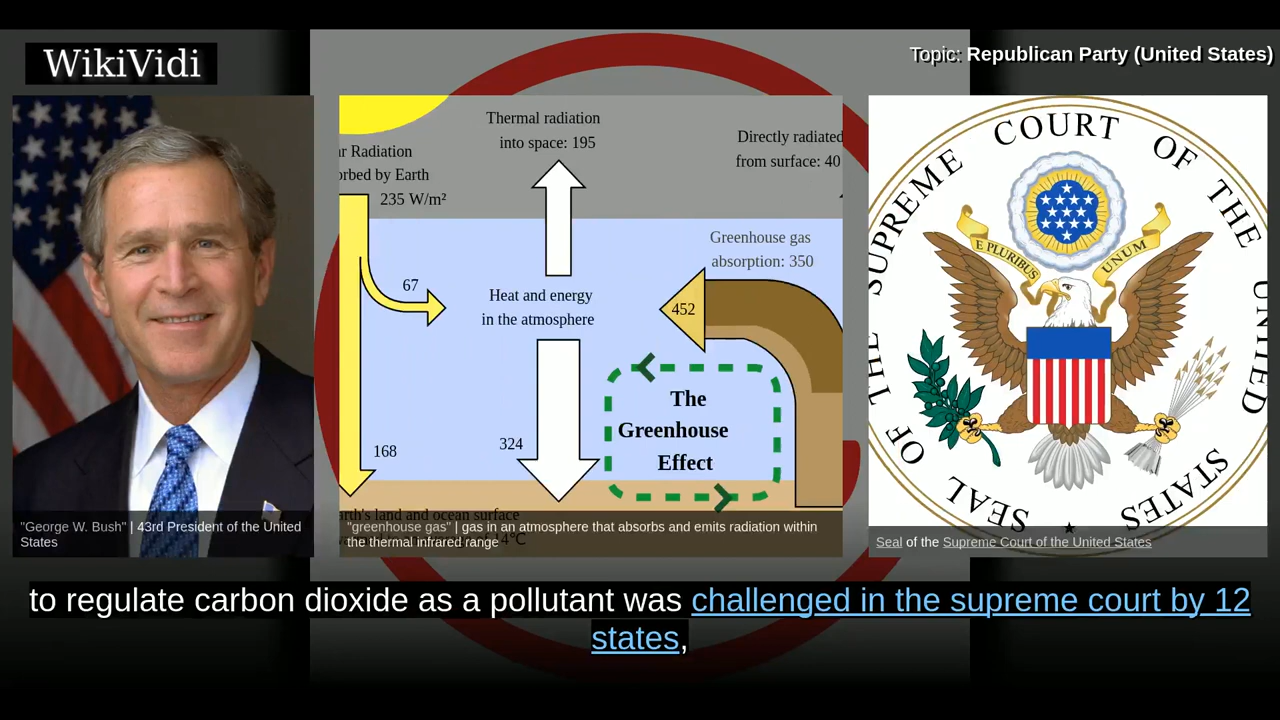 WikiVidi
Topic: Republican Party (United States)
"George W. Bush" | 43rd President of the United
States
Thermal radiation
into space: 195
Directly radiated
from surface: 40
ar Radiation
orbed by Earth
235 W/m²
Greenhouse gas
absorption: 350
67
Heat and energy
in the atmosphere
452
The
Greenhouse
Effect
324
168
arth's land and ocean surface
14°C
"greenhouse gas" | gas in an atmosphere that absorbs and emits radiation within
the thermal infrared range
SEAL OF THE SUPREME COURT OF THE UNITED STATES
E PLURIBUS UNUM
Seal of the Supreme Court of the United States
to regulate carbon dioxide as a pollutant was challenged in the supreme court by 12
states,